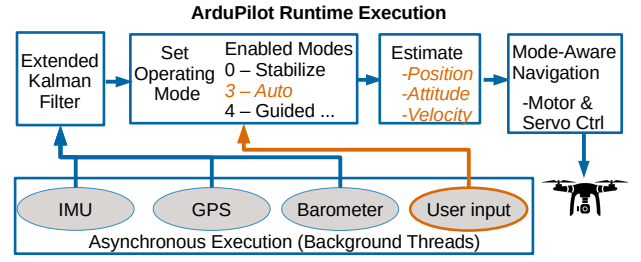 ArduPilot Runtime Execution
Extended
Kalman
Filter
Set
Operating
Mode
Enabled Modes
0 – Stabilize
3 – Auto
4 – Guided ...
Estimate
-Position
-Attitude
-Velocity
Mode-Aware
Navigation
-Motor &
Servo Ctrl
IMU
GPS
Barometer
User input
Asynchronous Execution (Background Threads)